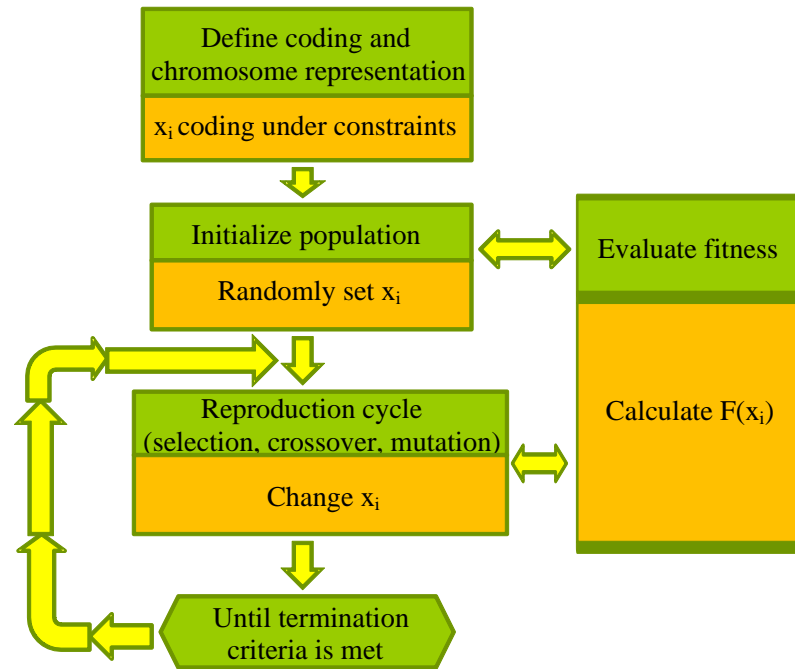 Define coding and
chromosome representation
xᵢ coding under constraints
Initialize population
Randomly set xᵢ
Evaluate fitness
Calculate F(xᵢ)
Reproduction cycle
(selection, crossover, mutation)
Change xᵢ
Until termination
criteria is met